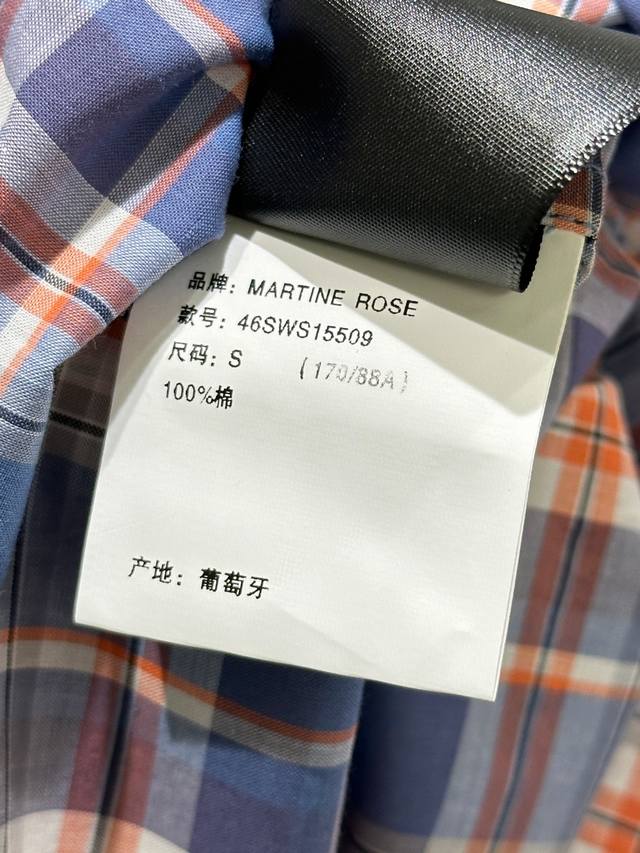 品牌: MARTINE ROSE
款号: 46SWS15509
尺码: S (170/88A)
100%棉
产地: 葡萄牙